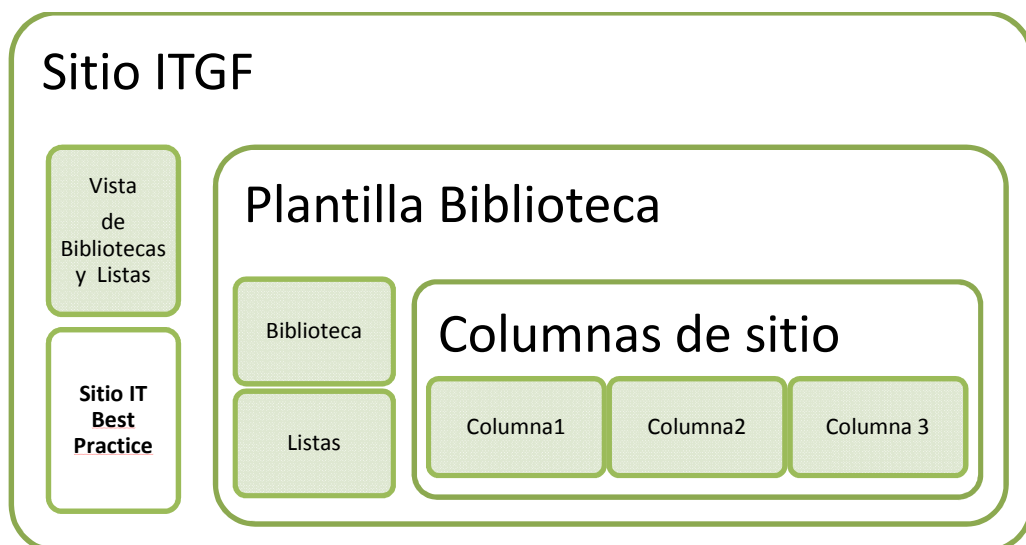 Sitio ITGF
Vista
de
Bibliotecas
y Listas
Sitio IT
Best
Practice
Plantilla Biblioteca
Biblioteca
Listas
Columnas de sitio
Columna1
Columna2
Columna 3